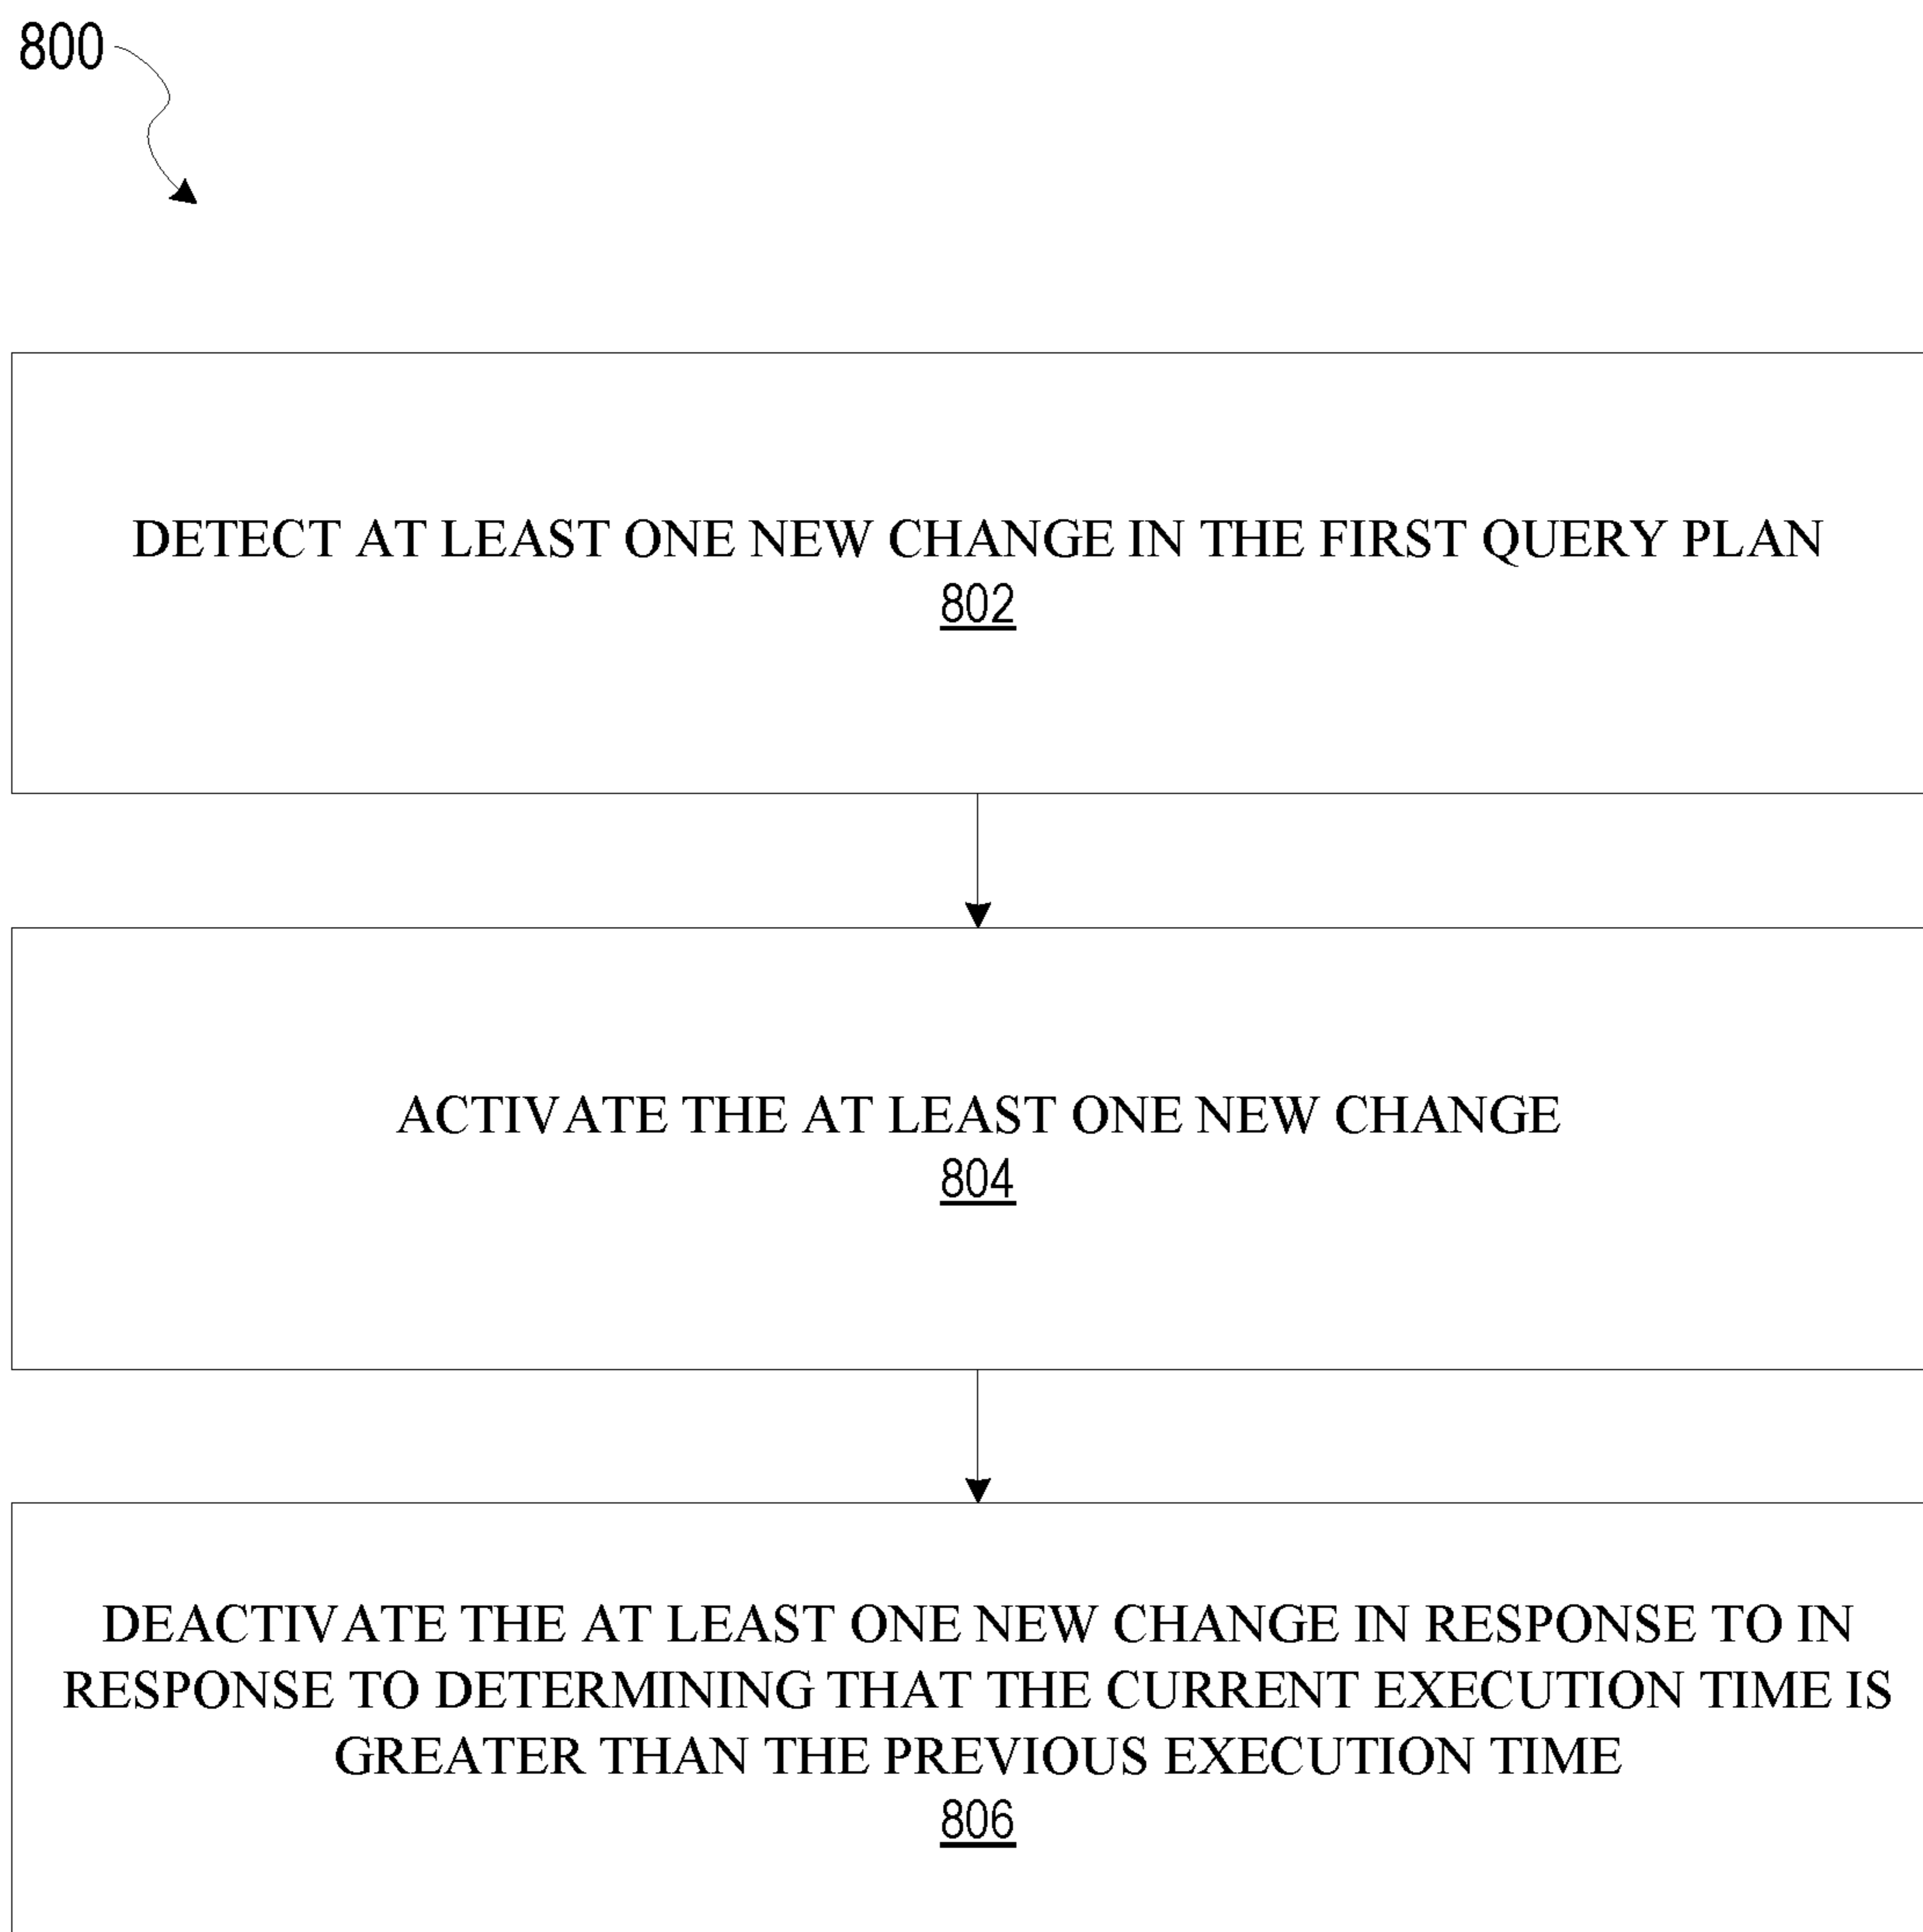 800
DETECT AT LEAST ONE NEW CHANGE IN THE FIRST QUERY PLAN
802
ACTIVATE THE AT LEAST ONE NEW CHANGE
804
DEACTIVATE THE AT LEAST ONE NEW CHANGE IN RESPONSE TO IN
RESPONSE TO DETERMINING THAT THE CURRENT EXECUTION TIME IS
GREATER THAN THE PREVIOUS EXECUTION TIME
806